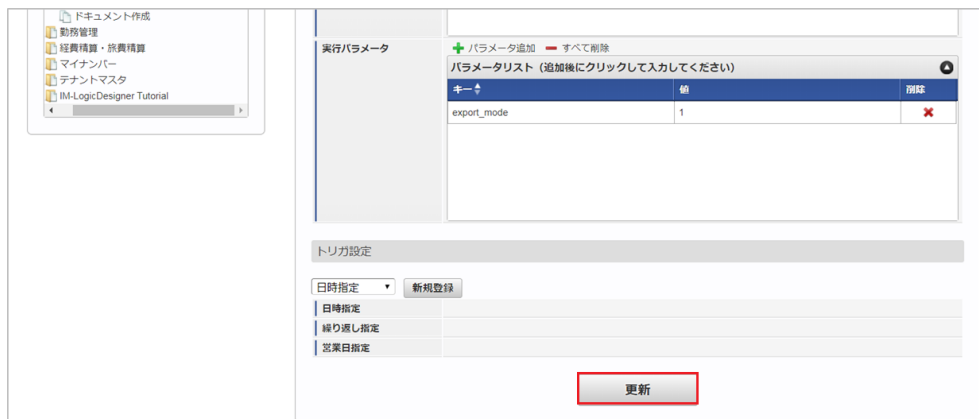 ドキュメント作成
勤務管理
経費精算・旅費精算
マイナンバー
テナントマスタ
IM-LogicDesigner Tutorial
実行パラメータ
パラメータ追加 すべて削除
パラメータリスト（追加後にクリックして入力してください）
キー 値 削除
export_mode 1
トリガ設定
日時指定 新規登録
日時指定
繰り返し指定
営業日指定
更新